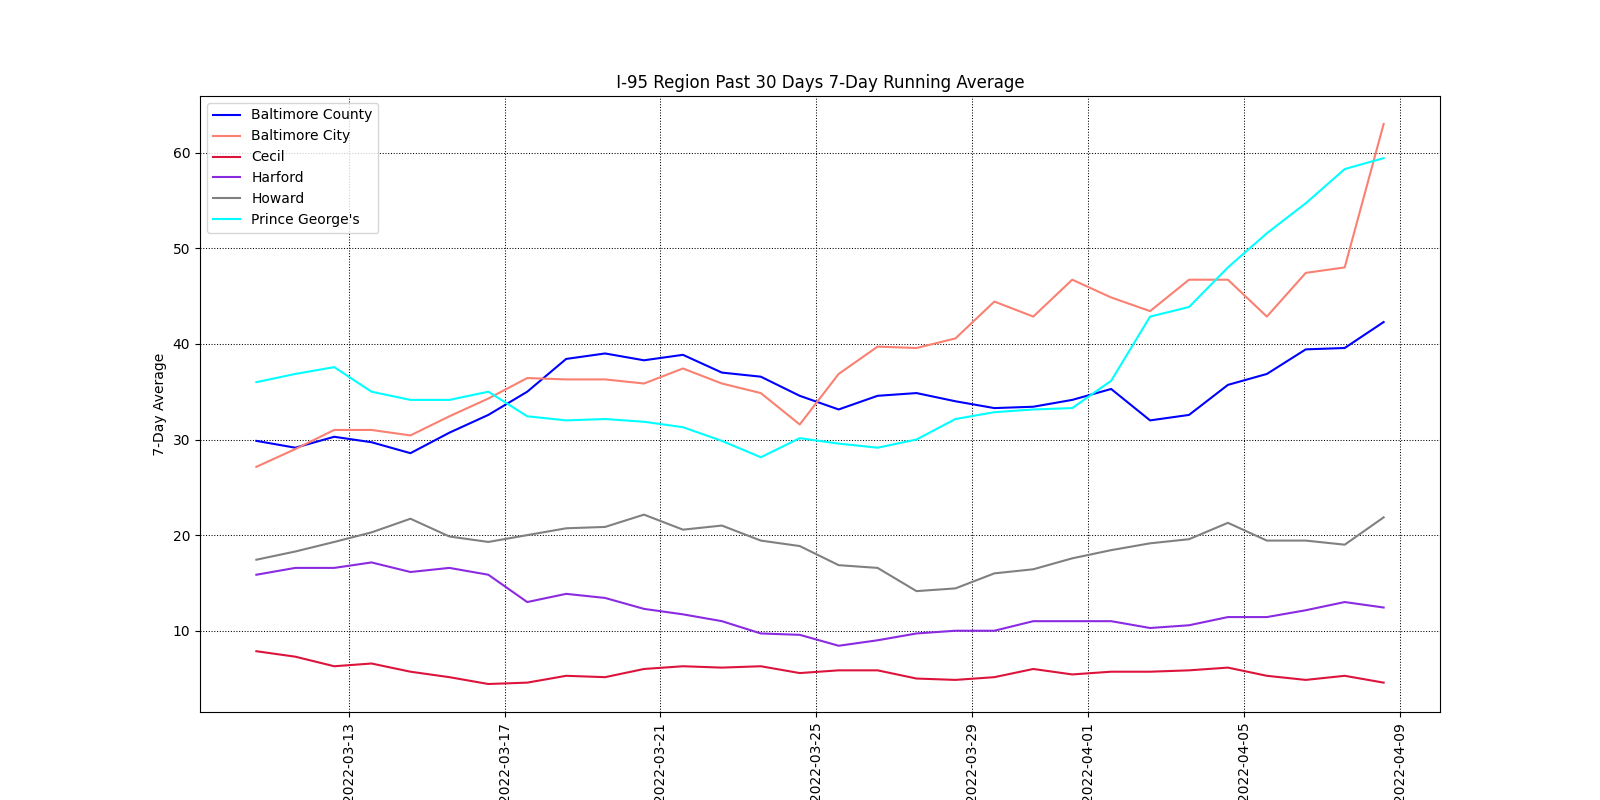 I-95 Region Past 30 Days 7-Day Running Average
Baltimore County
Baltimore City
Cecil
Harford
Howard
Prince George's
60
50
40
30
20
10
7-Day Average
2022-03-13
2022-03-17
2022-03-21
2022-03-25
2022-03-29
2022-04-01
2022-04-05
2022-04-09